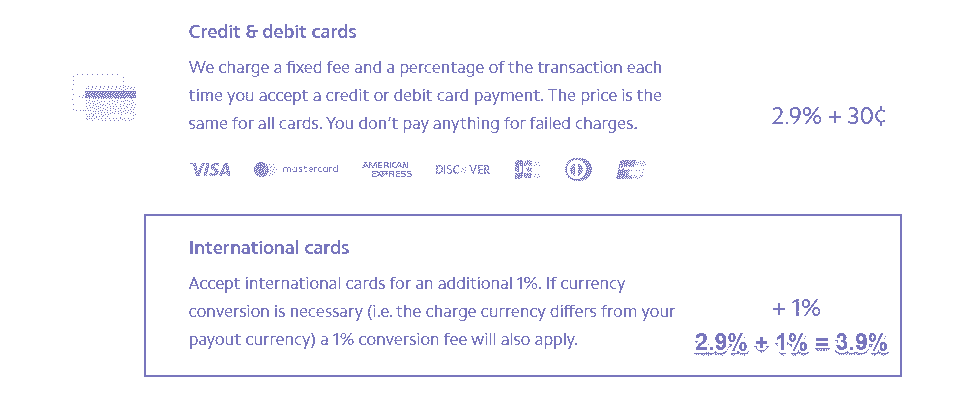 Credit & debit cards
We charge a fixed fee and a percentage of the transaction each
time you accept a credit or debit card payment. The price is the
same for all cards. You don't pay anything for failed charges.
2.9% + 30¢
VISA mastercard AMERICAN EXPRESS DISCOVER
International cards
Accept international cards for an additional 1%. If currency
conversion is necessary (i.e. the charge currency differs from your
payout currency) a 1% conversion fee will also apply.
+ 1%
2.9% + 1% = 3.9%